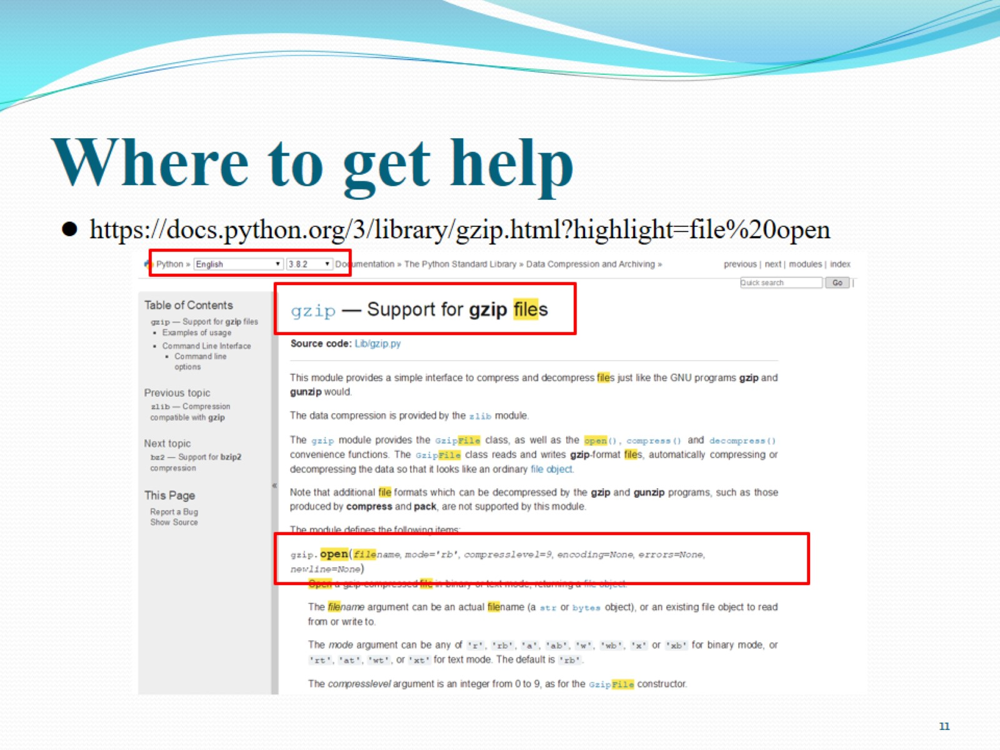 Where to get help
● https://docs.python.org/3/library/gzip.html?highlight=file%20open
Python » English 3.8.2 Documentation » The Python Standard Library » Data Compression and Archiving »
previous | next | modules | index
Quick search Go |
Table of Contents
gzip — Support for gzip files
▪ Examples of usage
▪ Command Line Interface
▪ Command line
options
Previous topic
zlib — Compression
compatible with gzip
Next topic
bz2 — Support for bzip2
compression
This Page
Report a Bug
Show Source
«
gzip — Support for gzip files
Source code: Lib/gzip.py
This module provides a simple interface to compress and decompress files just like the GNU programs gzip and
gunzip would.
The data compression is provided by the zlib module.
The gzip module provides the GzipFile class, as well as the open(), compress() and decompress()
convenience functions. The GzipFile class reads and writes gzip-format files, automatically compressing or
decompressing the data so that it looks like an ordinary file object.
Note that additional file formats which can be decompressed by the gzip and gunzip programs, such as those
produced by compress and pack, are not supported by this module.
The module defines the following items:
gzip.open(filename, mode='rb', compresslevel=9, encoding=None, errors=None,
newline=None)
Open a gzip-compressed file in binary or text mode, returning a file object.
The filename argument can be an actual filename (a str or bytes object), or an existing file object to read
from or write to.
The mode argument can be any of 'r', 'rb', 'a', 'ab', 'w', 'wb', 'x' or 'xb' for binary mode, or
'rt', 'at', 'wt', or 'xt' for text mode. The default is 'rb'.
The compresslevel argument is an integer from 0 to 9, as for the GzipFile constructor.
11